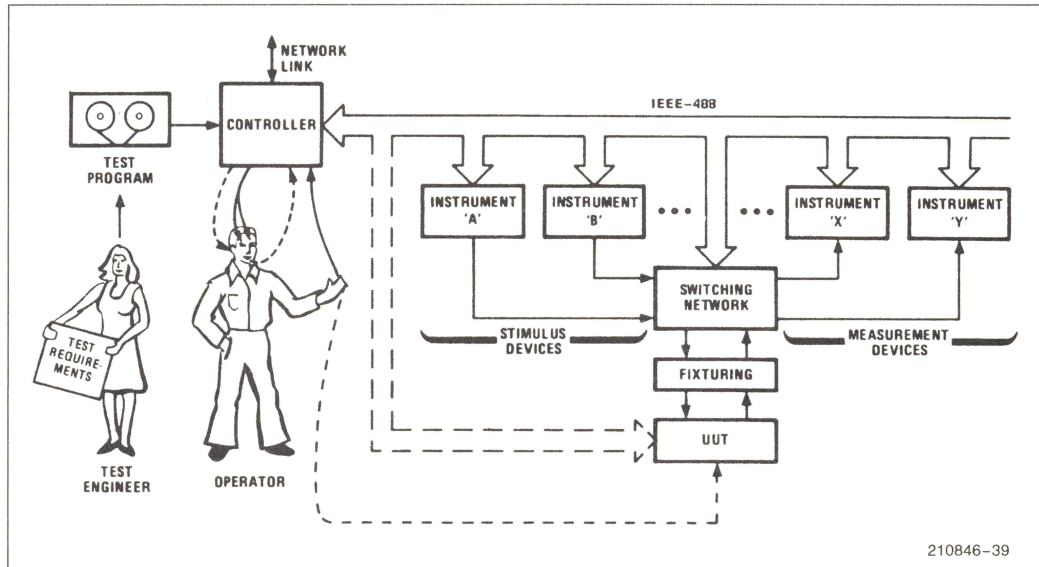 NETWORK
LINK
IEEE-488
CONTROLLER
TEST
PROGRAM
INSTRUMENT
'A'
INSTRUMENT
'B'
INSTRUMENT
'X'
INSTRUMENT
'Y'
SWITCHING
NETWORK
STIMULUS
DEVICES
MEASUREMENT
DEVICES
TEST
REQUIRE-
MENTS
FIXTURING
UUT
TEST
ENGINEER
OPERATOR
210846-39